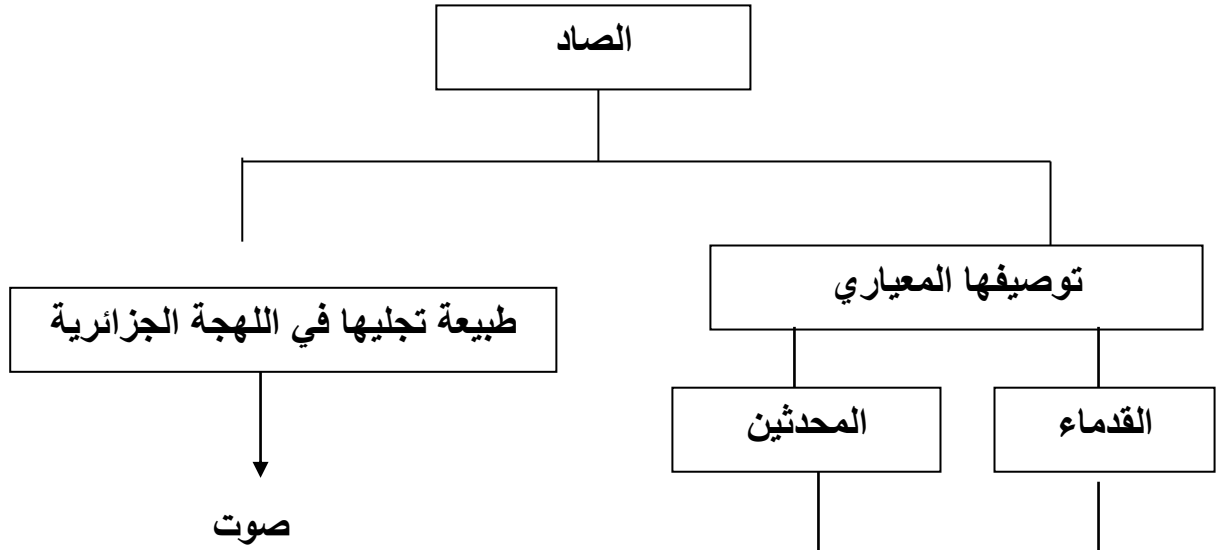 الصاد
توصيفها المعياري
طبيعة تجليها في اللهجة الجزائرية
القدماء
المحدثين
صوت